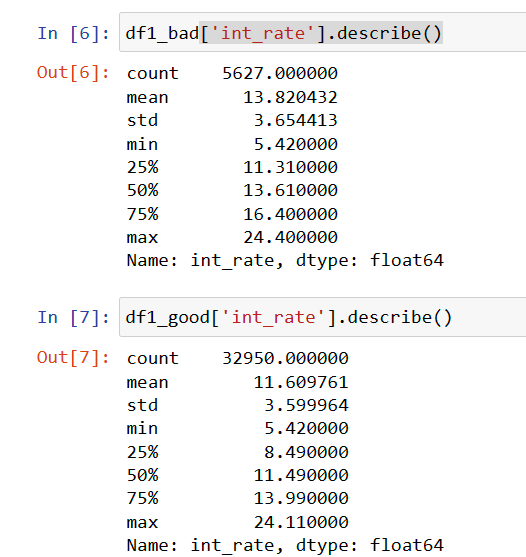 In [6]: df1_bad['int_rate'].describe()
Out[6]: count    5627.000000
mean       13.820432
std         3.654413
min         5.420000
25%        11.310000
50%        13.610000
75%        16.400000
max        24.400000
Name: int_rate, dtype: float64
In [7]: df1_good['int_rate'].describe()
Out[7]: count    32950.000000
mean        11.609761
std          3.599964
min          5.420000
25%          8.490000
50%         11.490000
75%         13.990000
max         24.110000
Name: int_rate, dtype: float64